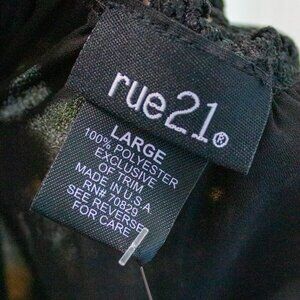 rue21®
LARGE
100% POLYESTER
EXCLUSIVE
OF TRIM
MADE IN U.S.A
RN# 70829
SEE REVERSE
FOR CARE